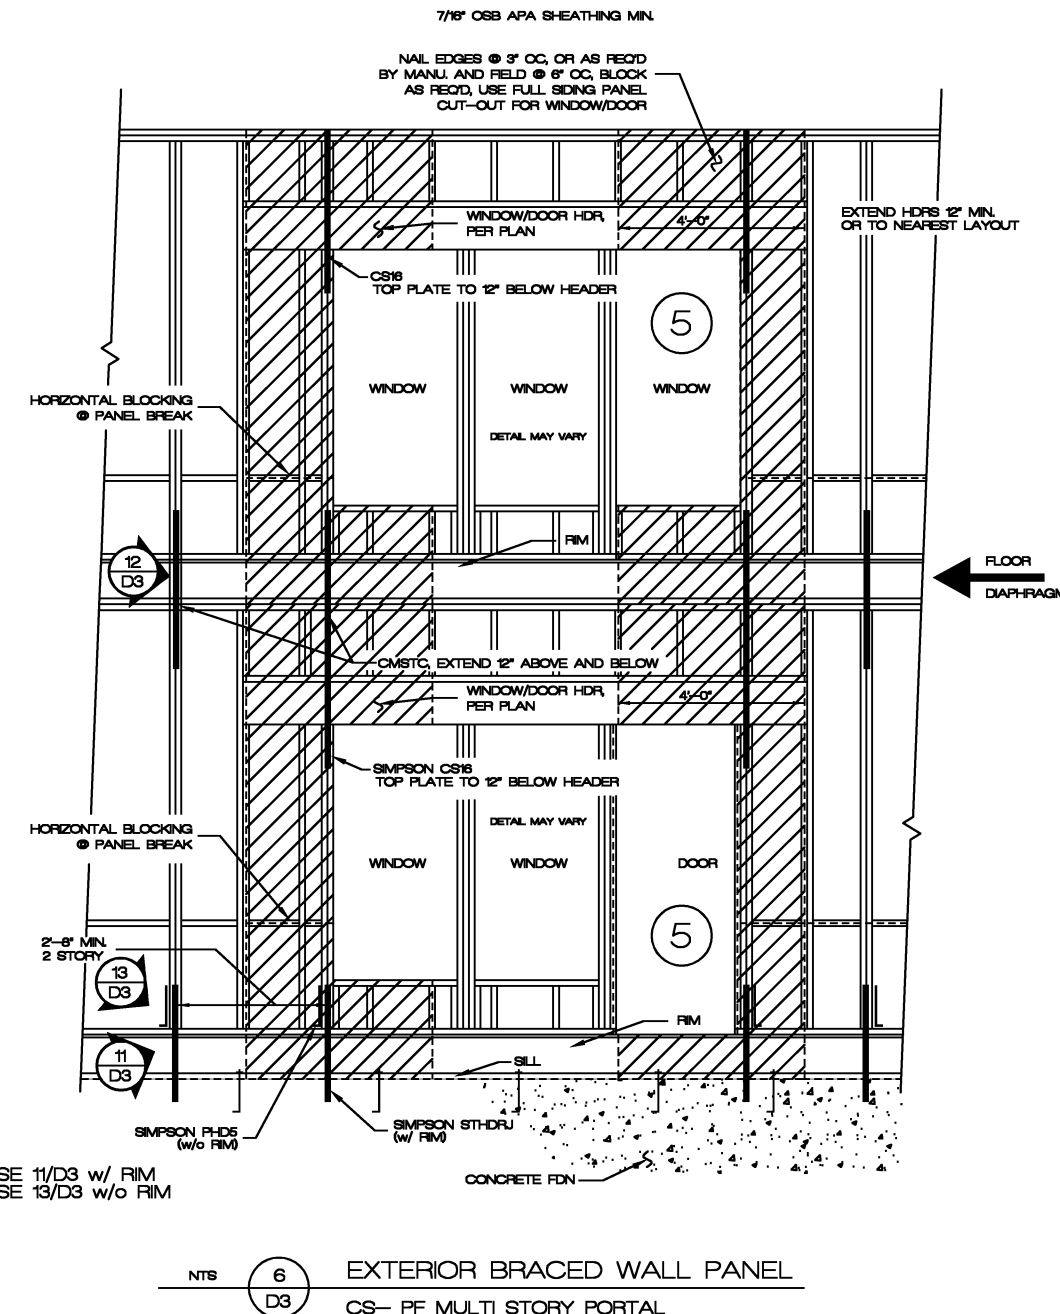 7/16" OSB APA SHEATHING MIN.
NAIL EDGES @ 3" OC, OR AS REQ'D
BY MANU. AND FIELD @ 6" OC, BLOCK
AS REQ'D, USE FULL SIDING PANEL
CUT-OUT FOR WINDOW/DOOR
WINDOW/DOOR HDR,
PER PLAN
4'-0"
EXTEND HDRS 12" MIN.
OR TO NEAREST LAYOUT
CS16
TOP PLATE TO 12" BELOW HEADER
5
WINDOW
WINDOW
WINDOW
HORIZONTAL BLOCKING
@ PANEL BREAK
DETAIL MAY VARY
RIM
12
D3
FLOOR
DIAPHRAGM
CMSTC, EXTEND 12" ABOVE AND BELOW
WINDOW/DOOR HDR,
PER PLAN
4'-0"
SIMPSON CS16
TOP PLATE TO 12" BELOW HEADER
DETAIL MAY VARY
HORIZONTAL BLOCKING
@ PANEL BREAK
WINDOW
WINDOW
DOOR
5
2'-8" MIN.
2 STORY
13
D3
RIM
11
D3
SILL
SIMPSON PHD5
(w/o RIM)
SIMPSON STHDRJ
(w/ RIM)
CONCRETE FDN
SE 11/D3 w/ RIM
SE 13/D3 w/o RIM
NTS
6
D3
EXTERIOR BRACED WALL PANEL
CS- PF MULTI STORY PORTAL